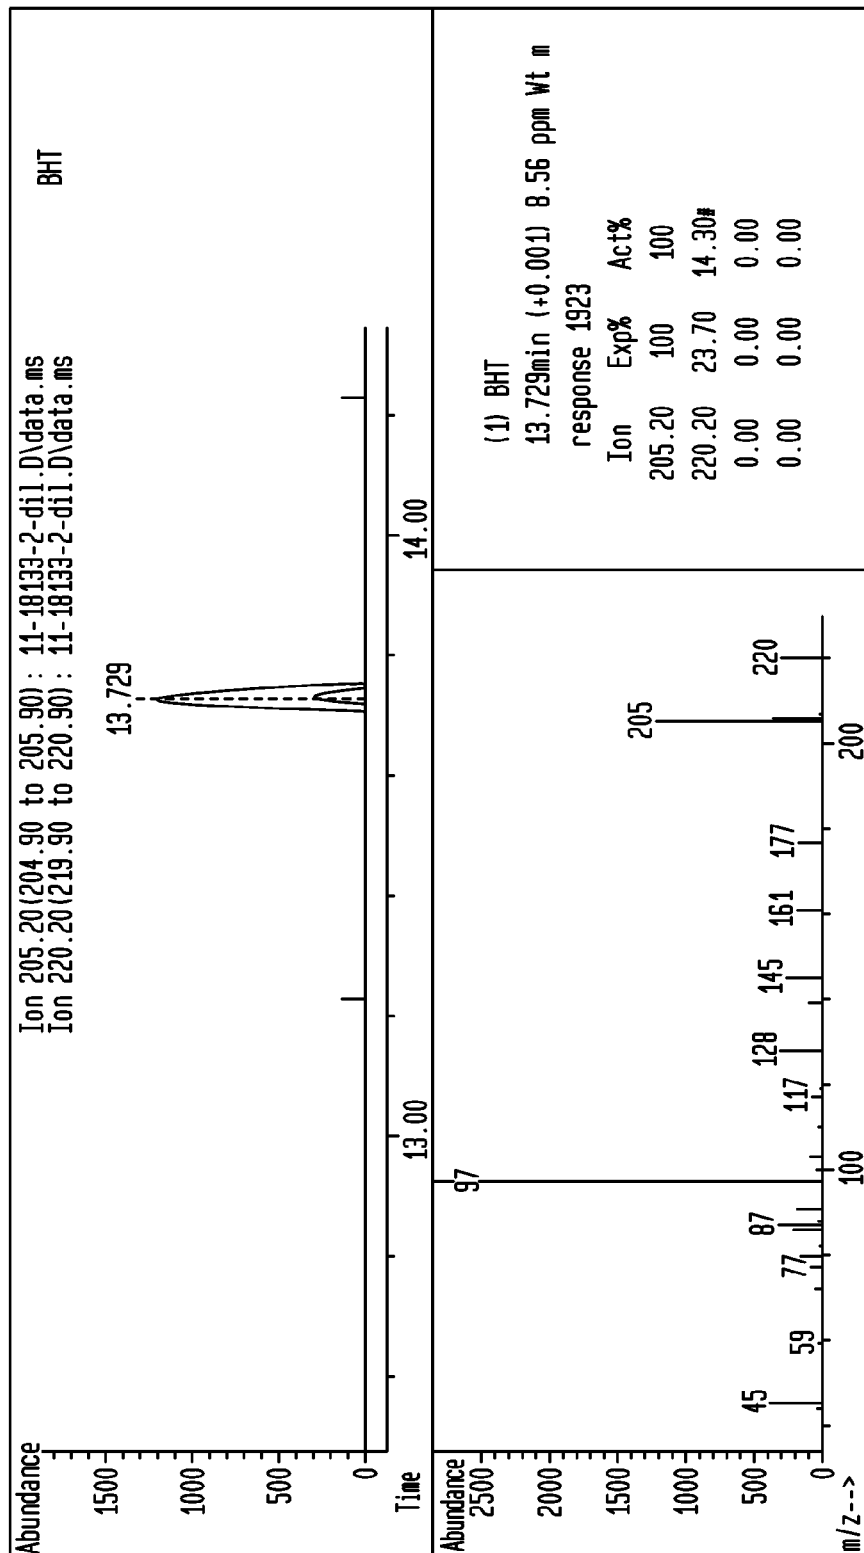 Abundance
Ion 205.20(204.90 to 205.90): 11-18133-2-dil.D\data.ms
Ion 220.20(219.90 to 220.90): 11-18133-2-dil.D\data.ms
BHT
13.729
1500
1000
500
0
Time
13.00
14.00
Abundance
2500
2000
1500
1000
500
0
m/z-->
45
59
77
87
97
117
128
145
161
177
205
220
100
200
(1) BHT
13.729min (+0.001) 8.56 ppm Wt m
response 1923
Ion Exp% Act%
205.20 100 100
220.20 23.70 14.30#
0.00 0.00 0.00
0.00 0.00 0.00